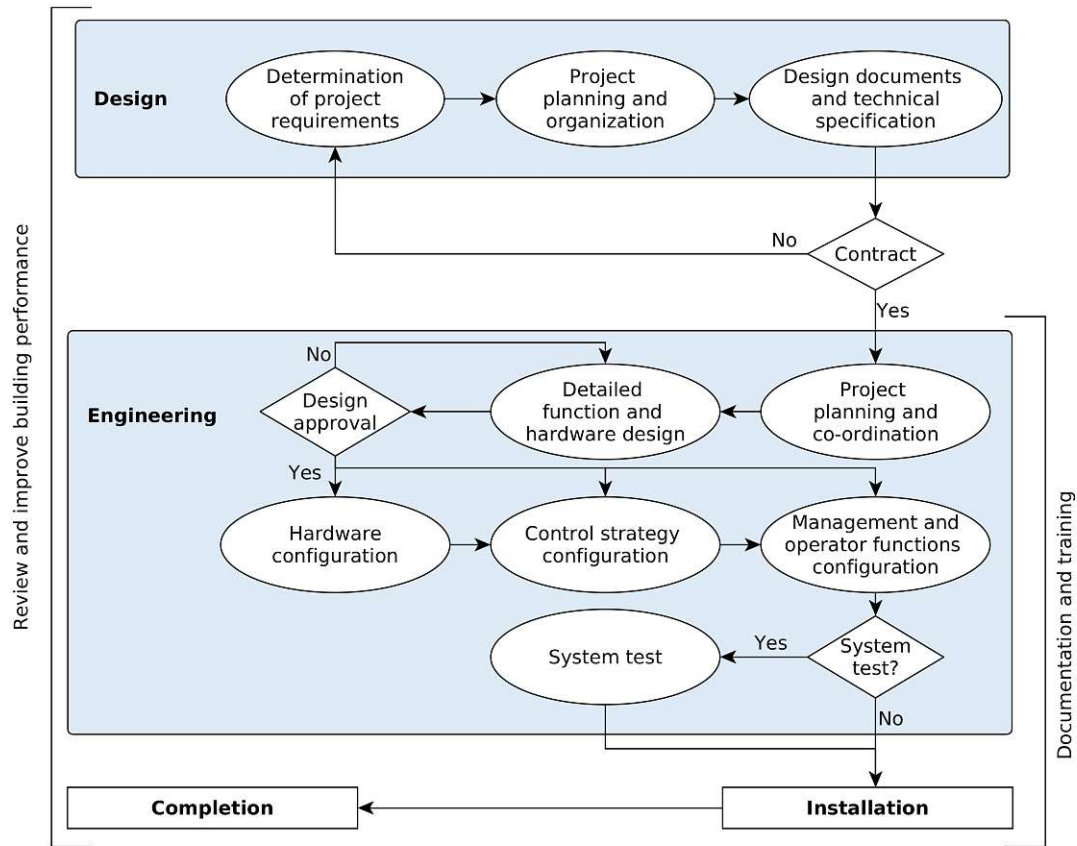 Review and improve building performance
Design
Determination
of project
requirements
Project
planning and
organization
Design documents
and technical
specification
No
Contract
Yes
Engineering
No
Design
approval
Detailed
function and
hardware design
Project
planning and
co-ordination
Yes
Hardware
configuration
Control strategy
configuration
Management and
operator functions
configuration
System test
Yes
System
test?
No
Completion
Installation
Documentation and training